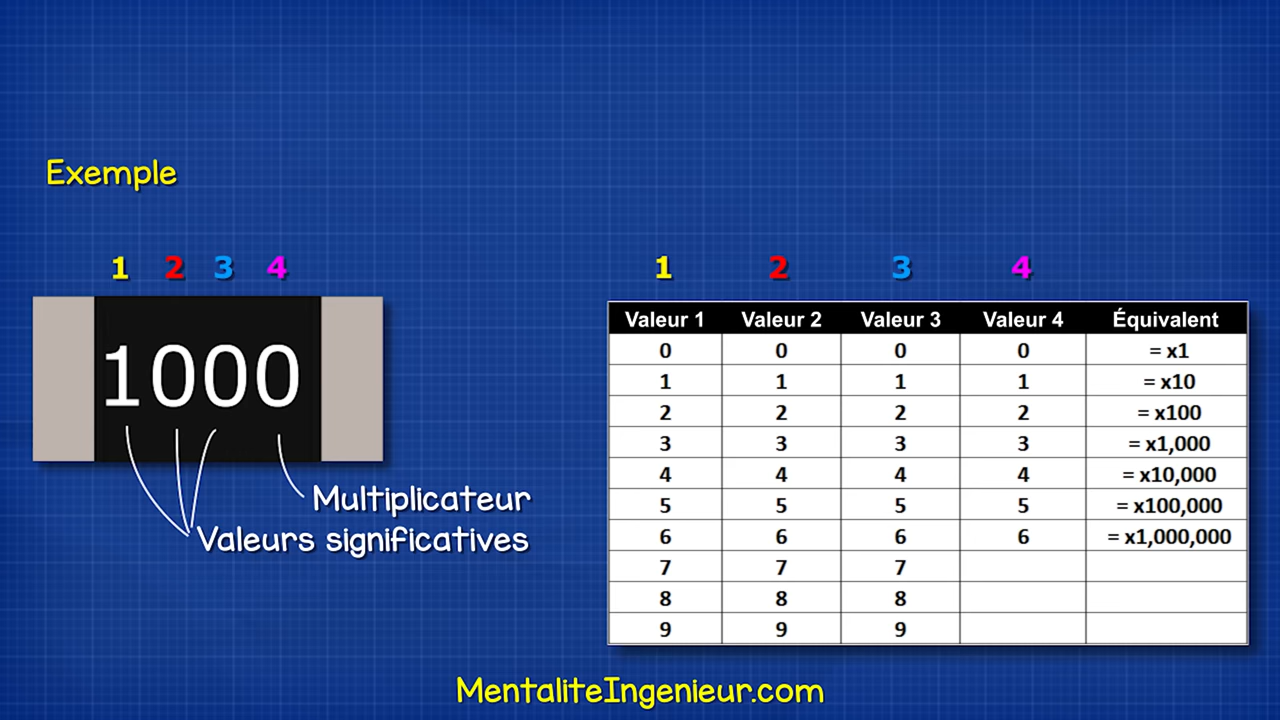 Exemple
1 2 3 4
1000
Multiplicateur
Valeurs significatives
1 2 3 4
Valeur 1 Valeur 2 Valeur 3 Valeur 4 Équivalent
0 0 0 0 = x1
1 1 1 1 = x10
2 2 2 2 = x100
3 3 3 3 = x1,000
4 4 4 4 = x10,000
5 5 5 5 = x100,000
6 6 6 6 = x1,000,000
7 7 7
8 8 8
9 9 9
MentaliteIngenieur.com